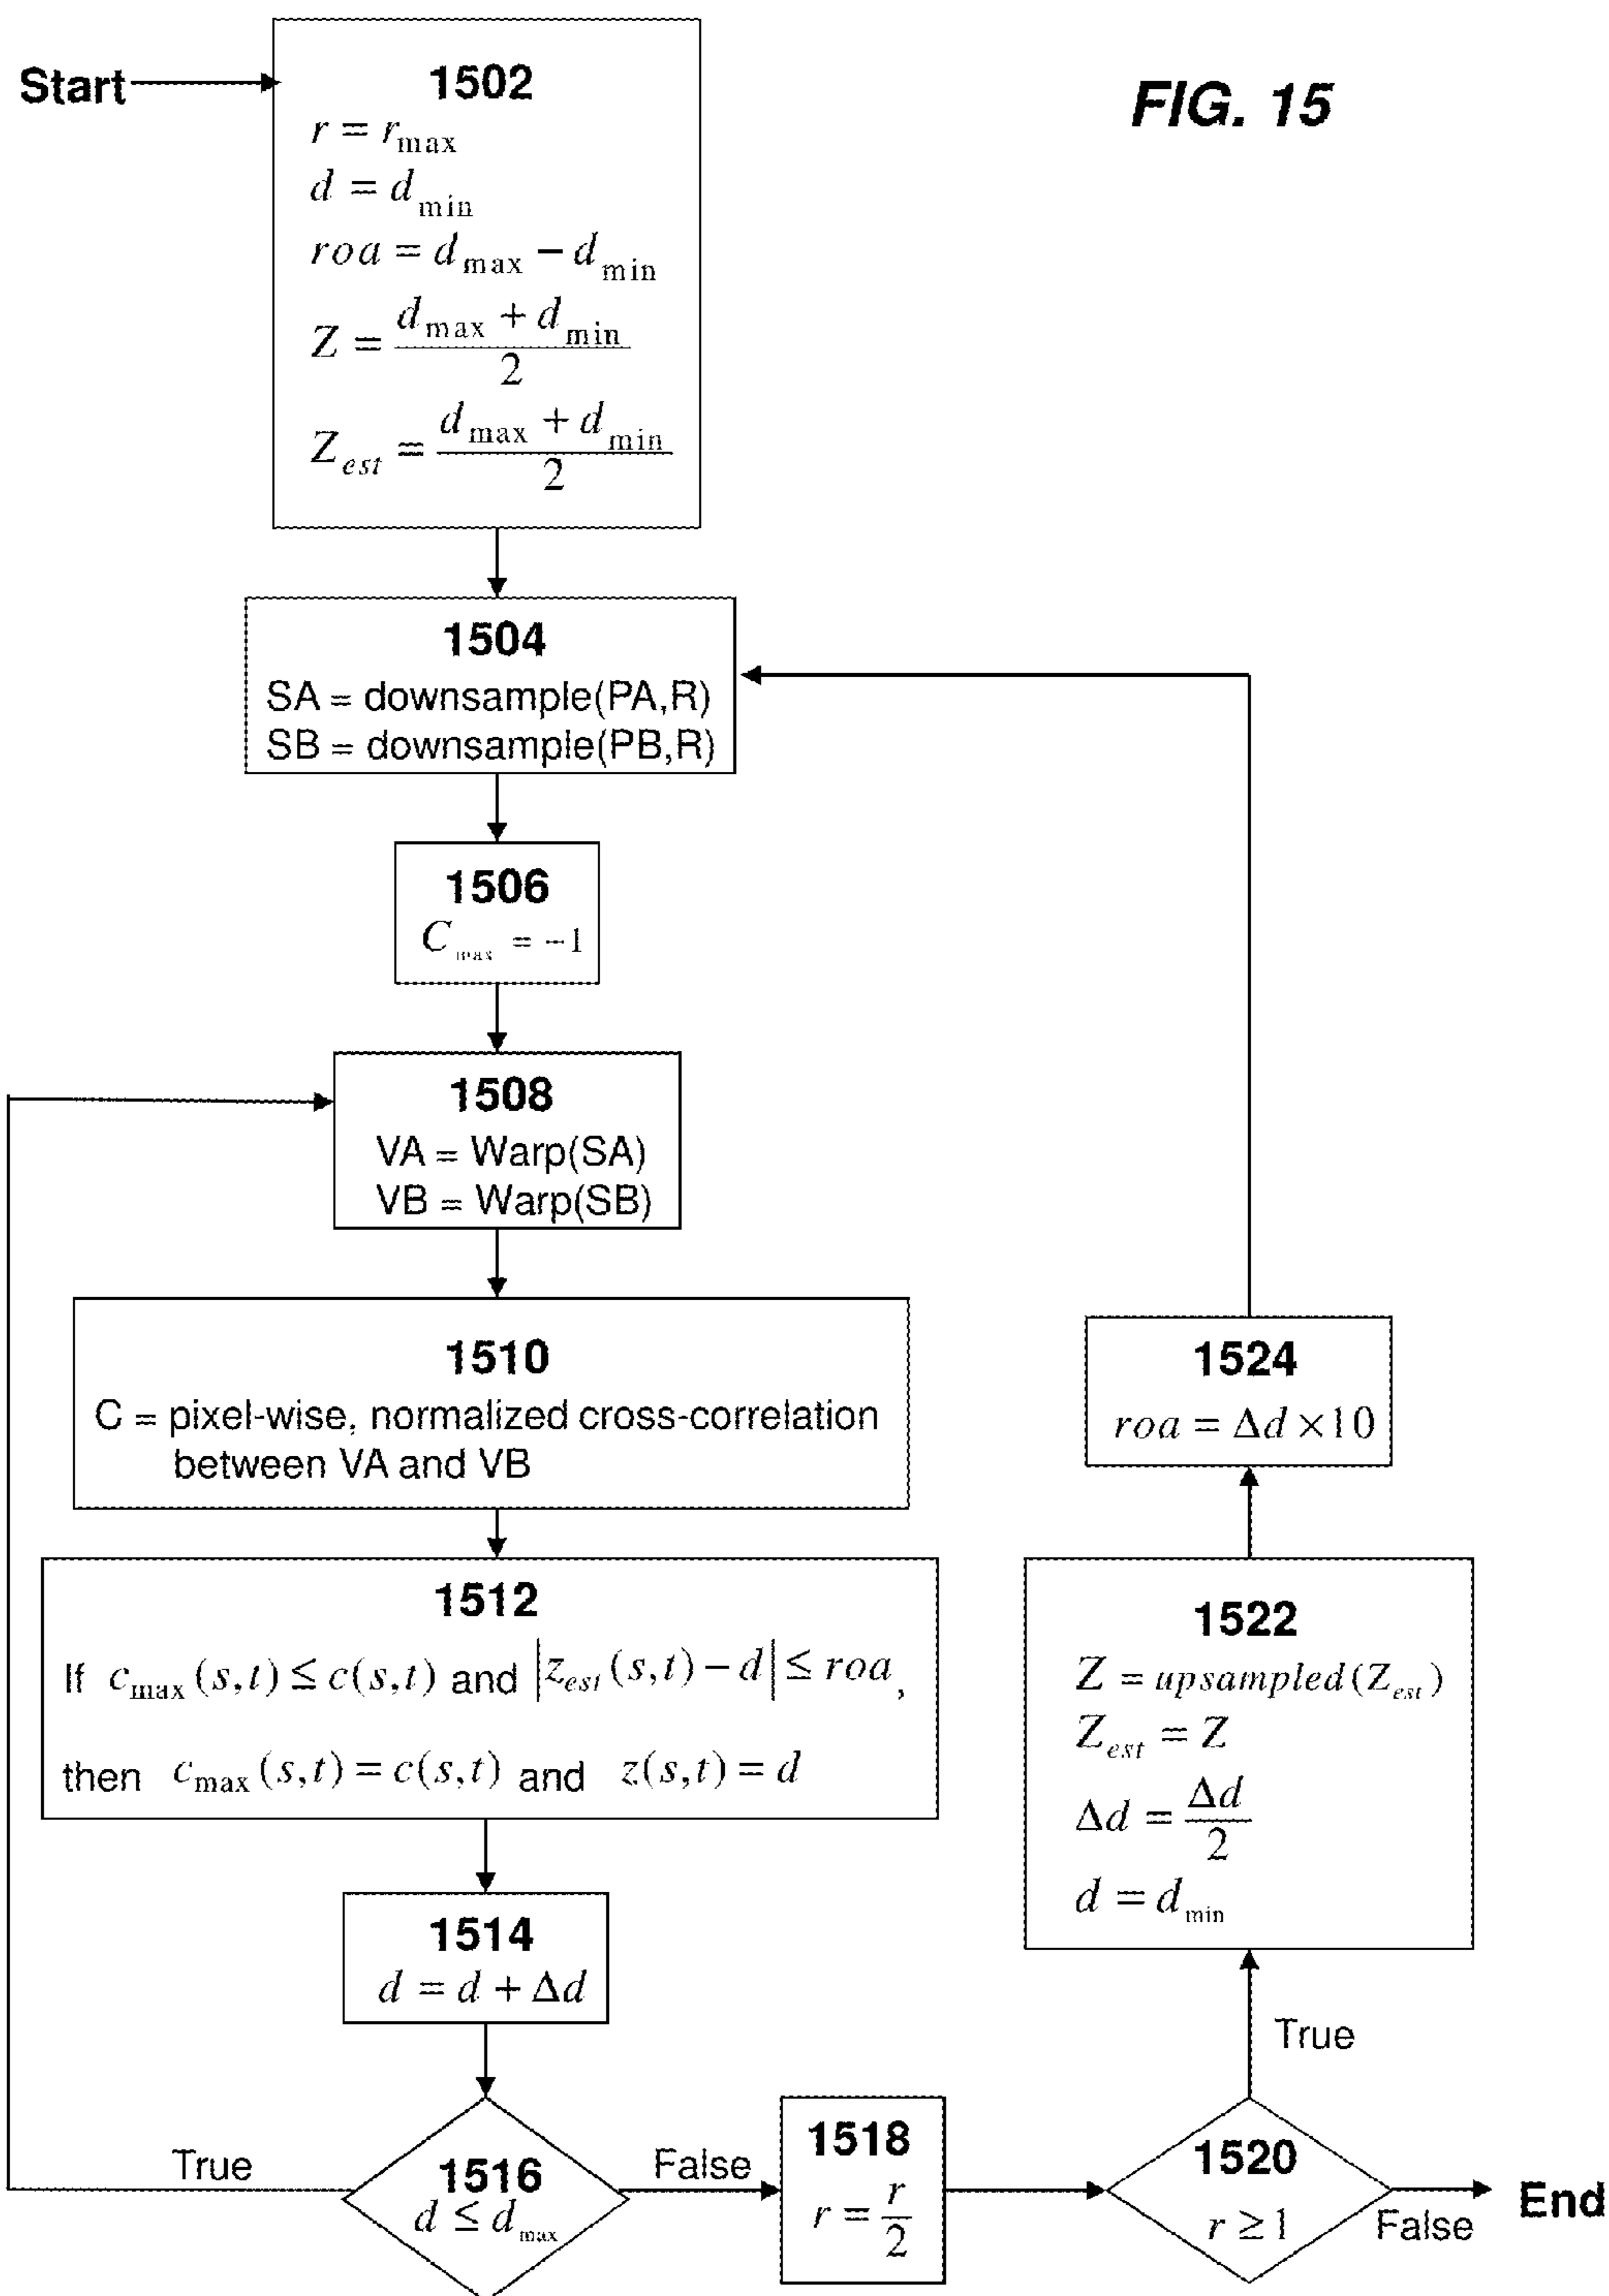 FIG. 15
Start
1502
r = r_max
d = d_min
roa = d_max − d_min
Z = (d_max + d_min) / 2
Z_est = (d_max + d_min) / 2
1504
SA = downsample(PA,R)
SB = downsample(PB,R)
1506
C_max = −1
1508
VA = Warp(SA)
VB = Warp(SB)
1510
C = pixel-wise, normalized cross-correlation
between VA and VB
1512
If c_max(s,t) ≤ c(s,t) and |z_est(s,t) − d| ≤ roa,
then c_max(s,t) = c(s,t) and z(s,t) = d
1514
d = d + Δd
1516
d ≤ d_max
True
False
1518
r = r / 2
1520
r ≥ 1
True
False
End
1522
Z = upsampled(Z_est)
Z_est = Z
Δd = Δd / 2
d = d_min
1524
roa = Δd ×10